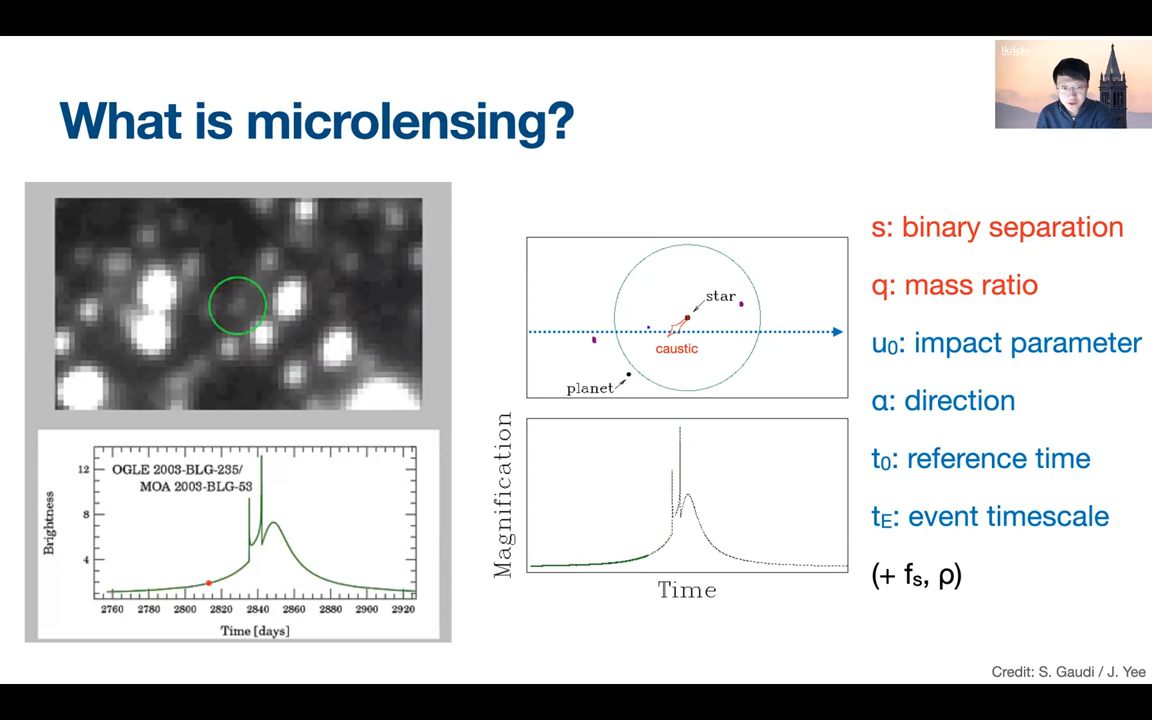 What is microlensing?
Berkeley
OGLE 2003-BLG-235/
MOA 2003-BLG-53
12
8
4
Brightness
2760 2780 2800 2820 2840 2860 2880 2900 2920
Time [days]
star
caustic
planet
Magnification
Time
s: binary separation
q: mass ratio
u₀: impact parameter
α: direction
t₀: reference time
tE: event timescale
(+ fₛ, ρ)
Credit: S. Gaudi / J. Yee